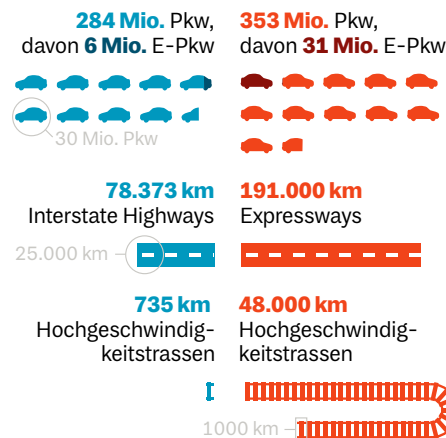 284 Mio. Pkw,
davon 6 Mio. E-Pkw
30 Mio. Pkw
353 Mio. Pkw,
davon 31 Mio. E-Pkw
78.373 km
Interstate Highways
25.000 km
191.000 km
Expressways
735 km
Hochgeschwindig-
keitstrassen
48.000 km
Hochgeschwindig-
keitstrassen
1000 km